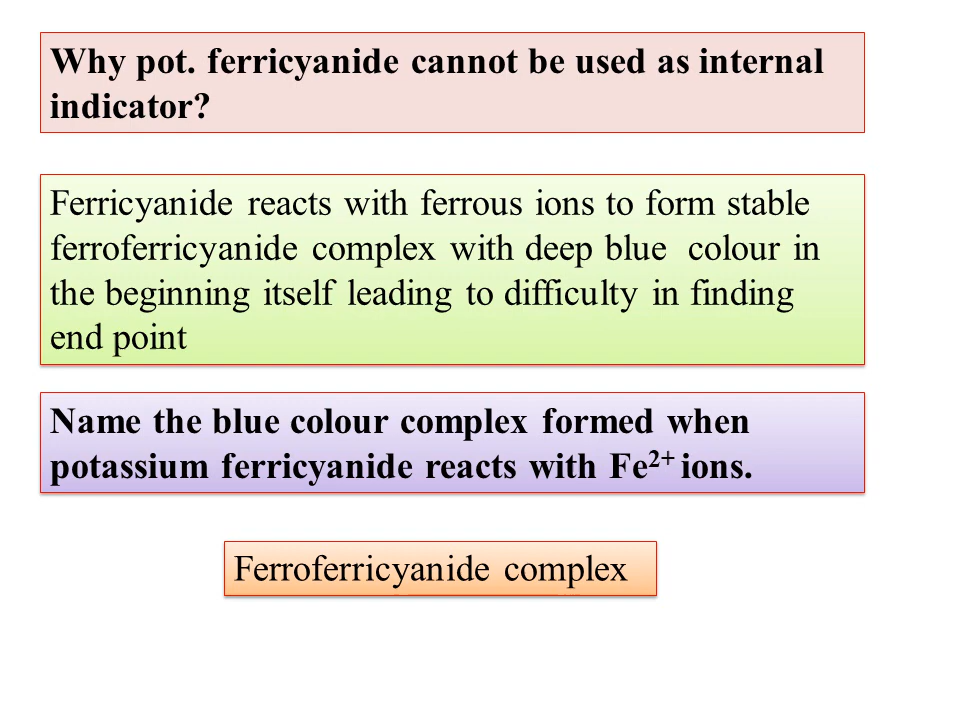 Why pot. ferricyanide cannot be used as internal
indicator?
Ferricyanide reacts with ferrous ions to form stable
ferroferricyanide complex with deep blue  colour in
the beginning itself leading to difficulty in finding
end point
Name the blue colour complex formed when
potassium ferricyanide reacts with Fe²⁺ ions.
Ferroferricyanide complex